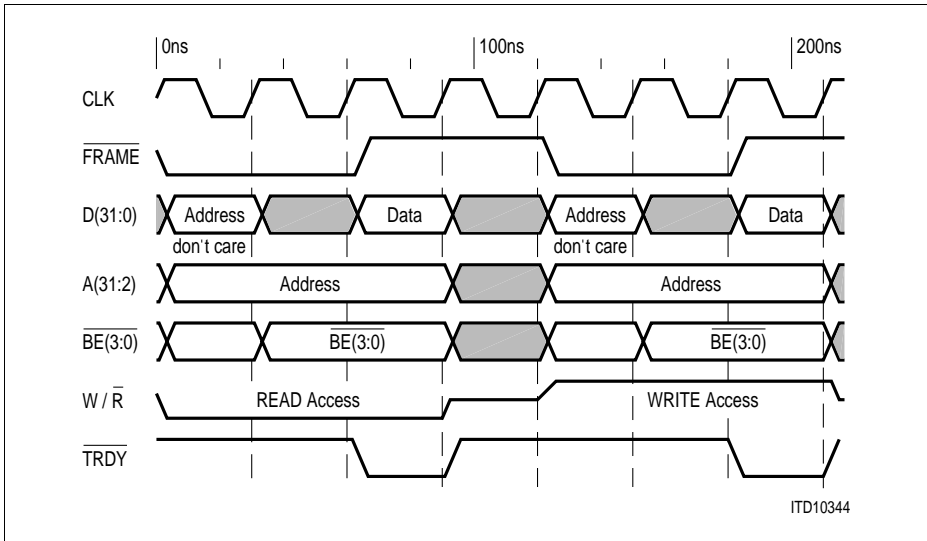 0ns 100ns 200ns
CLK
FRAME
D(31:0) Address Data Address Data
don't care don't care
A(31:2) Address Address
BE(3:0) BE(3:0) BE(3:0)
W / R READ Access WRITE Access
TRDY
ITD10344